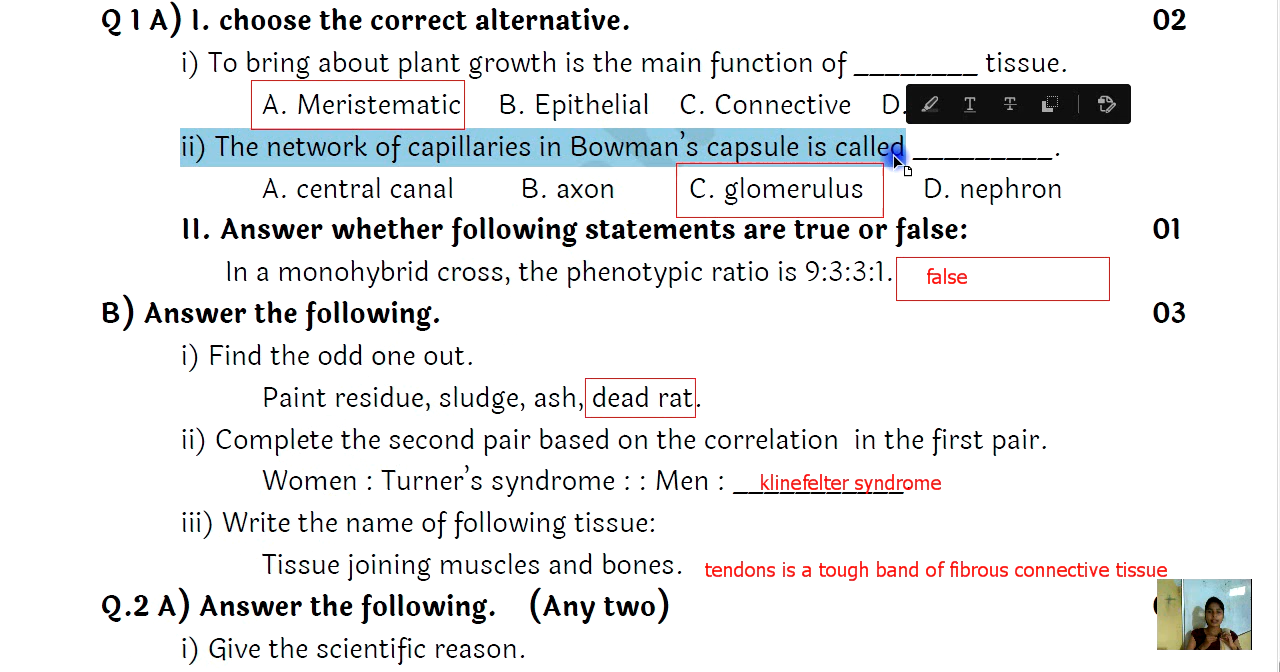 Q 1 A) I. choose the correct alternative. 02
i) To bring about plant growth is the main function of ________ tissue.
A. Meristematic B. Epithelial C. Connective D.
ii) The network of capillaries in Bowman's capsule is called _________.
A. central canal B. axon C. glomerulus D. nephron
II. Answer whether following statements are true or false: 01
In a monohybrid cross, the phenotypic ratio is 9:3:3:1. false
B) Answer the following. 03
i) Find the odd one out.
Paint residue, sludge, ash, dead rat.
ii) Complete the second pair based on the correlation in the first pair.
Women : Turner's syndrome : : Men : ___________ klinefelter syndrome
iii) Write the name of following tissue:
Tissue joining muscles and bones. tendons is a tough band of fibrous connective tissue
Q.2 A) Answer the following. (Any two)
i) Give the scientific reason.